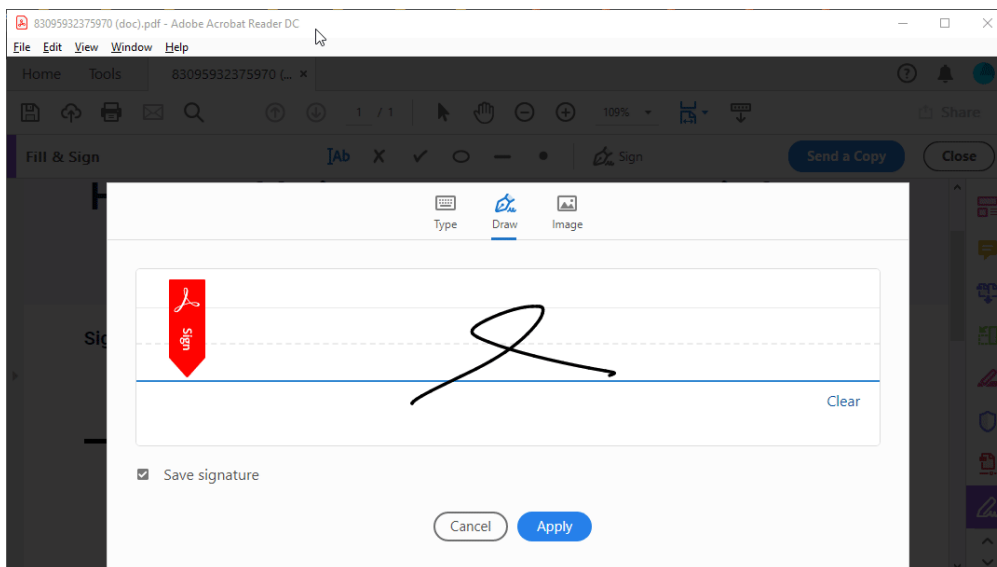 83095932375970 (doc).pdf - Adobe Acrobat Reader DC
File Edit View Window Help
Home Tools 83095932375970 (... ×
1 / 1 109% Share
Fill & Sign IAb X Sign Send a Copy Close
Type Draw Image
Sign
Clear
Save signature
Cancel Apply